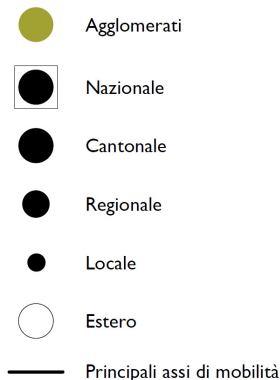 Agglomerati
Nazionale
Cantonale
Regionale
Locale
Estero
Principali assi di mobilità